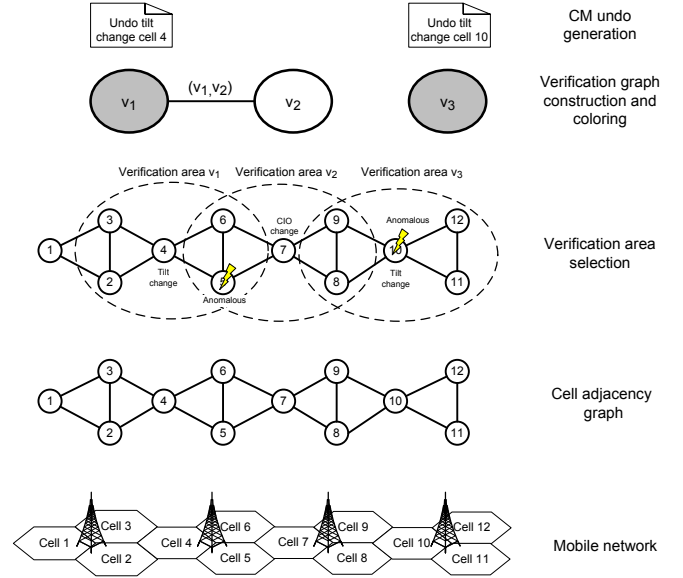 Undo tilt
change cell 4
Undo tilt
change cell 10
CM undo
generation
(v1,v2)
v1
v2
v3
Verification graph
construction and
coloring
Verification area v1
Verification area v2
Verification area v3
3
6
CIO
change
9
Anomalous
12
1
4
7
10
Tilt
change
Tilt
change
2
5
8
11
Anomalous
Verification area
selection
3
6
9
12
1
4
7
10
2
5
8
11
Cell adjacency
graph
Cell 3
Cell 6
Cell 9
Cell 12
Cell 1
Cell 4
Cell 7
Cell 10
Cell 2
Cell 5
Cell 8
Cell 11
Mobile network